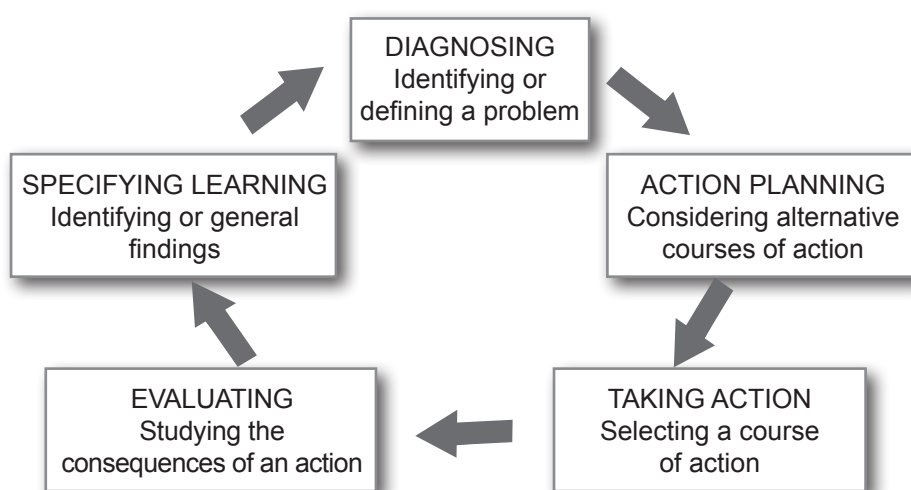 DIAGNOSING
Identifying or
defining a problem
SPECIFYING LEARNING
Identifying or general
findings
ACTION PLANNING
Considering alternative
courses of action
EVALUATING
Studying the
consequences of an action
TAKING ACTION
Selecting a course
of action